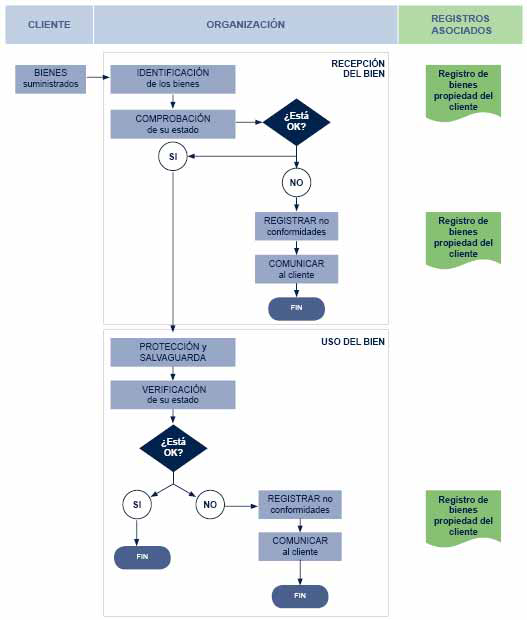 CLIENTE
ORGANIZACIÓN
REGISTROS
ASOCIADOS
RECEPCIÓN
DEL BIEN
BIENES
suministrados
IDENTIFICACIÓN
de los bienes
Registro de
bienes
propiedad del
cliente
COMPROBACIÓN
de su estado
¿Está
OK?
SI
NO
REGISTRAR no
conformidades
Registro de
bienes
propiedad del
cliente
COMUNICAR
al cliente
FIN
USO DEL BIEN
PROTECCIÓN y
SALVAGUARDA
VERIFICACIÓN
de su estado
¿Está
OK?
SI
NO
REGISTRAR no
conformidades
Registro de
bienes
propiedad del
cliente
COMUNICAR
al cliente
FIN
FIN